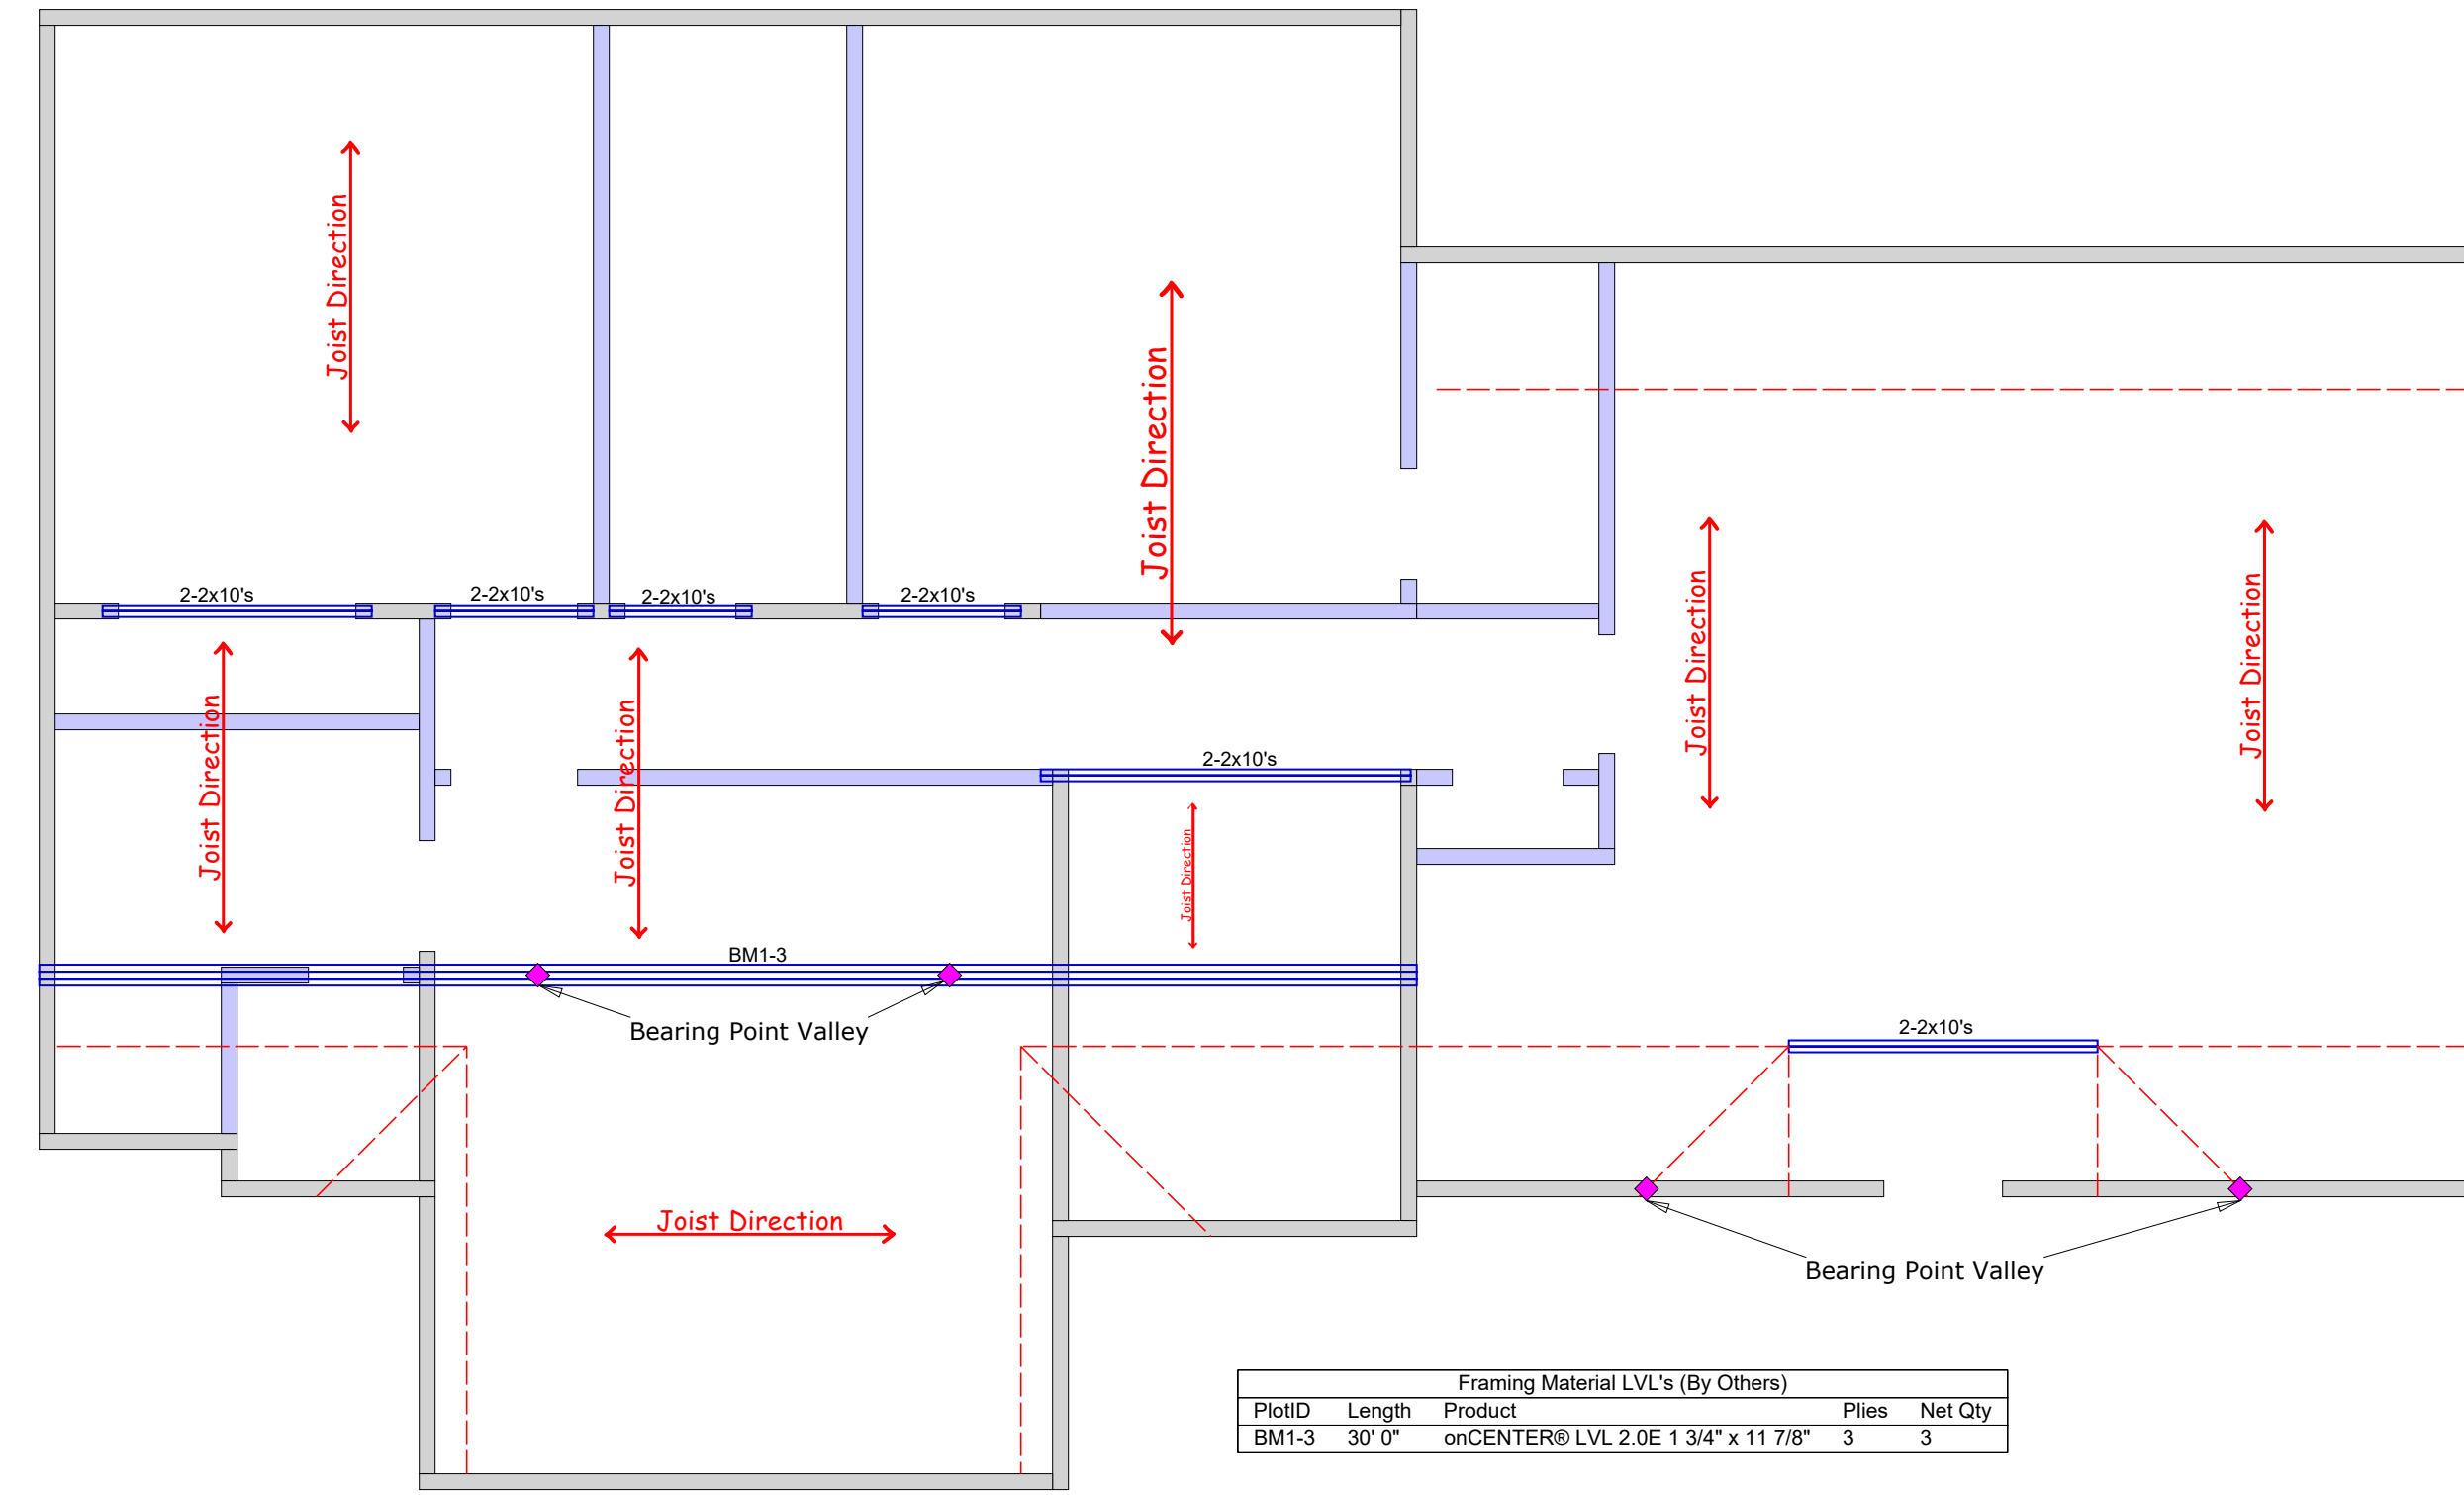 Joist Direction
Joist Direction
2-2x10's
2-2x10's
2-2x10's
2-2x10's
Joist Direction
Joist Direction
Joist Direction
Joist Direction
2-2x10's
Joist Direction
BM1-3
Bearing Point Valley
2-2x10's
Joist Direction
Bearing Point Valley
Framing Material LVL's (By Others)
PlotID Length Product Plies Net Qty
BM1-3 30' 0" onCENTER® LVL 2.0E 1 3/4" x 11 7/8" 3 3